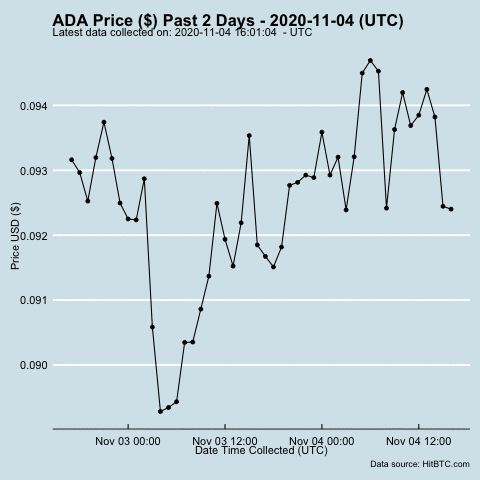 ADA Price ($) Past 2 Days - 2020-11-04 (UTC)
Latest data collected on: 2020-11-04 16:01:04  - UTC
0.094
0.093
0.092
0.091
0.090
Price USD ($)
Nov 03 00:00
Nov 03 12:00
Nov 04 00:00
Nov 04 12:00
Date Time Collected (UTC)
Data source: HitBTC.com